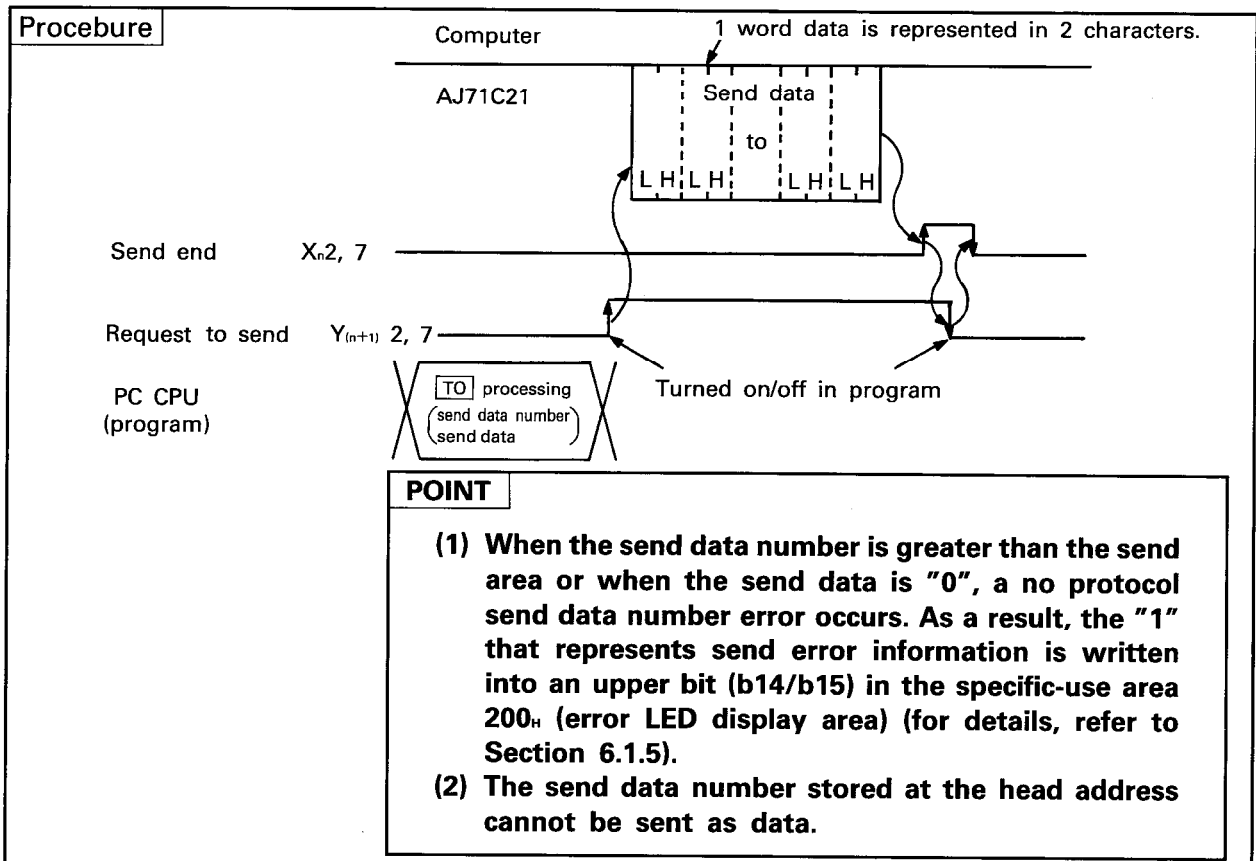 Procebure
Computer
1 word data is represented in 2 characters.
AJ71C21
Send data
to
L H L H L H L H
Send end Xn2, 7
Request to send Y(n+1) 2, 7
Turned on/off in program
PC CPU
(program)
TO processing
(send data number
send data)
POINT
(1) When the send data number is greater than the send
area or when the send data is "0", a no protocol
send data number error occurs. As a result, the "1"
that represents send error information is written
into an upper bit (b14/b15) in the specific-use area
200H (error LED display area) (for details, refer to
Section 6.1.5).
(2) The send data number stored at the head address
cannot be sent as data.